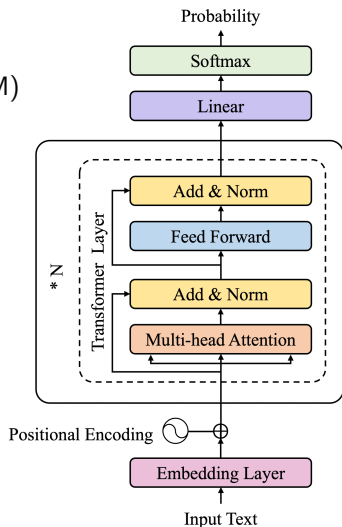 Probability
Softmax
M)
Linear
Add & Norm
Feed Forward
Transformer Layer
* N
Add & Norm
Multi-head Attention
Positional Encoding
Embedding Layer
Input Text